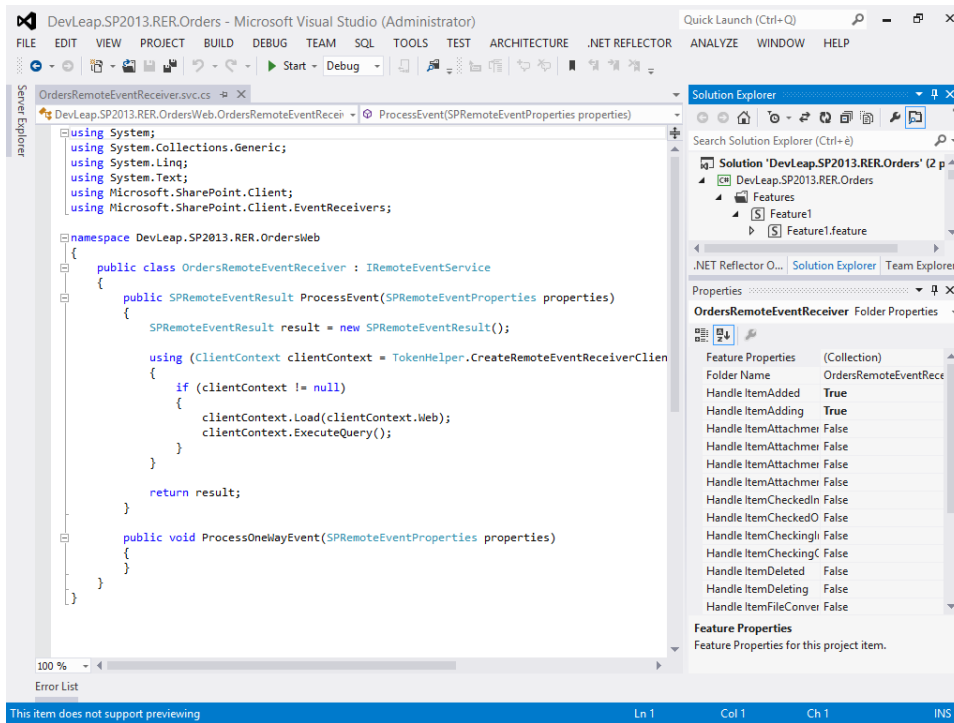 DevLeap.SP2013.RER.Orders - Microsoft Visual Studio (Administrator)
Quick Launch (Ctrl+Q)
FILE EDIT VIEW PROJECT BUILD DEBUG TEAM SQL TOOLS TEST ARCHITECTURE .NET REFLECTOR ANALYZE WINDOW HELP
Start Debug
Server Explorer
OrdersRemoteEventReceiver.svc.cs
DevLeap.SP2013.RER.OrdersWeb.OrdersRemoteEventRecei
ProcessEvent(SPRemoteEventProperties properties)
using System;
using System.Collections.Generic;
using System.Linq;
using System.Text;
using Microsoft.SharePoint.Client;
using Microsoft.SharePoint.Client.EventReceivers;
namespace DevLeap.SP2013.RER.OrdersWeb
{
public class OrdersRemoteEventReceiver : IRemoteEventService
{
public SPRemoteEventResult ProcessEvent(SPRemoteEventProperties properties)
{
SPRemoteEventResult result = new SPRemoteEventResult();
using (ClientContext clientContext = TokenHelper.CreateRemoteEventReceiverClien
{
if (clientContext != null)
{
clientContext.Load(clientContext.Web);
clientContext.ExecuteQuery();
}
}
return result;
}
public void ProcessOneWayEvent(SPRemoteEventProperties properties)
{
}
}
}
100 %
Error List
Solution Explorer
Search Solution Explorer (Ctrl+è)
Solution 'DevLeap.SP2013.RER.Orders' (2 p
C# DevLeap.SP2013.RER.Orders
Features
Feature1
Feature1.feature
.NET Reflector O... Solution Explorer Team Explorer
Properties
OrdersRemoteEventReceiver Folder Properties
Feature Properties (Collection)
Folder Name OrdersRemoteEventRece
Handle ItemAdded True
Handle ItemAdding True
Handle ItemAttachmer False
Handle ItemAttachmer False
Handle ItemAttachmer False
Handle ItemCheckedIn False
Handle ItemCheckedO False
Handle ItemCheckingIı False
Handle ItemCheckingC False
Handle ItemDeleted False
Handle ItemDeleting False
Handle ItemFileConver False
Feature Properties
Feature Properties for this project item.
This item does not support previewing Ln 1 Col 1 Ch 1 INS